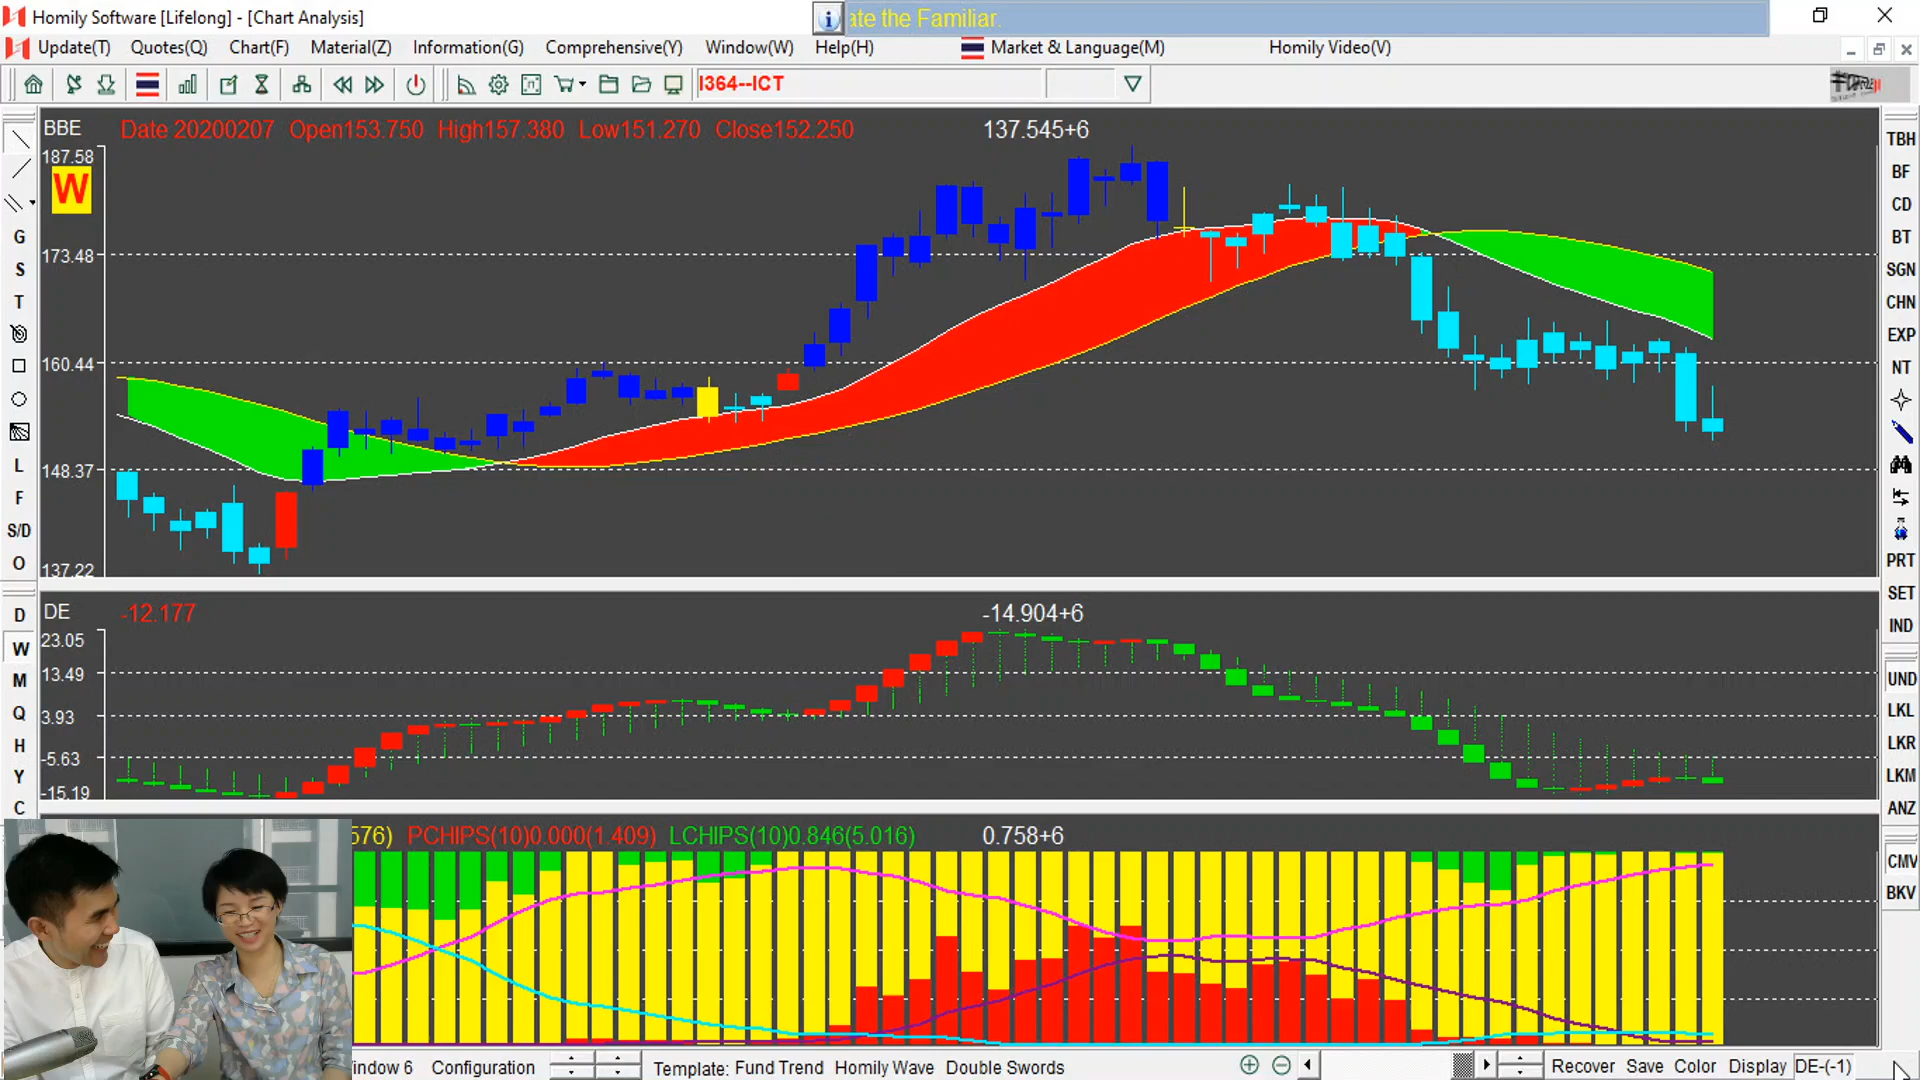 Homily Software [Lifelong] - [Chart Analysis]
ate the Familiar.
Update(T) Quotes(Q) Chart(F) Material(Z) Information(G) Comprehensive(Y) Window(W) Help(H) Market & Language(M) Homily Video(V)
I364--ICT
BBE Date 20200207 Open153.750 High157.380 Low151.270 Close152.250 137.545+6
187.58
W
173.48
160.44
148.37
137.22
DE -12.177 -14.904+6
23.05
13.49
3.93
-5.63
-15.19
576) PCHIPS(10)0.000(1.409) LCHIPS(10)0.846(5.016) 0.758+6
G
S
T
L
F
S/D
O
D
W
M
Q
H
Y
C
TBH
BF
CD
BT
SGN
CHN
EXP
NT
PRT
SET
IND
UND
LKL
LKR
LKM
ANZ
CMV
BKV
indow 6 Configuration Template: Fund Trend Homily Wave Double Swords Recover Save Color Display DE-(-1)